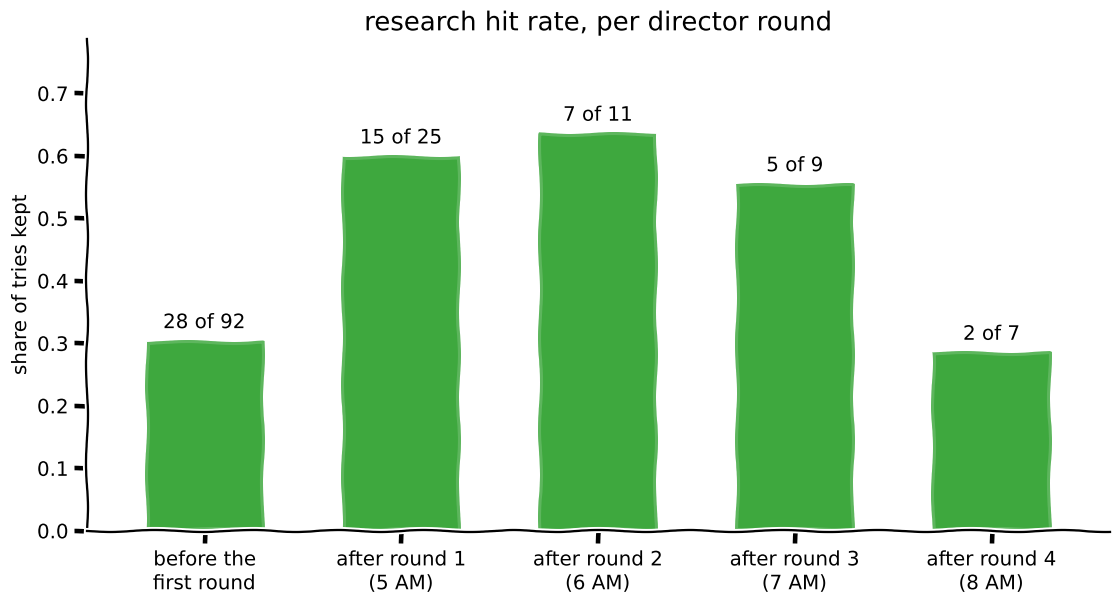 research hit rate, per director round
share of tries kept
0.7
0.6
0.5
0.4
0.3
0.2
0.1
0.0
28 of 92
15 of 25
7 of 11
5 of 9
2 of 7
before the
first round
after round 1
(5 AM)
after round 2
(6 AM)
after round 3
(7 AM)
after round 4
(8 AM)